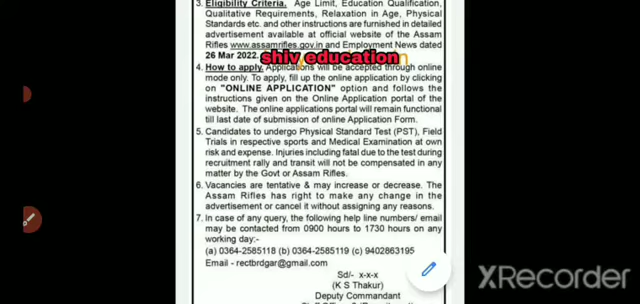 3. Eligibility Criteria. Age Limit, Education Qualification,
Qualitative Requirements, Relaxation in Age, Physical
Standards etc. and other instructions are furnished in detailed
advertisement available at official website of the Assam
Rifles www.assamrifles.gov.in and Employment News dated
26 Mar 2022.
shiv education
4. How to apply. Applications will be accepted through online
mode only. To apply, fill up the online application by clicking
on "ONLINE APPLICATION" option and follows the
instructions given on the Online Application portal of the
website. The online applications portal will remain functional
till last date of submission of online Application Form.
5. Candidates to undergo Physical Standard Test (PST), Field
Trials in respective sports and Medical Examination at own
risk and expense. Injuries including fatal due to the test during
recruitment rally and transit will not be compensated in any
matter by the Govt or Assam Rifles.
6. Vacancies are tentative & may increase or decrease. The
Assam Rifles has right to make any change in the
advertisement or cancel it without assigning any reasons.
7. In case of any query, the following help line numbers/ email
may be contacted from 0900 hours to 1730 hours on any
working day:-
(a) 0364-2585118 (b) 0364-2585119 (c) 9402863195
Email - rectbrdgar@gmail.com
Sd/- x-x-x
(K S Thakur)
Deputy Commandant
XRecorder